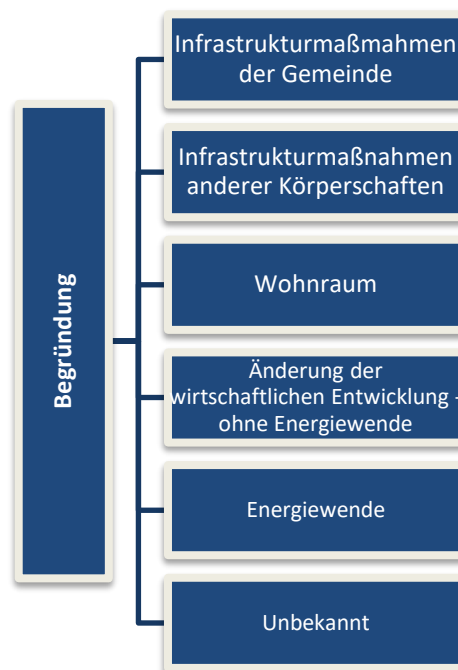 Begründung
Infrastrukturmaßmahmen
der Gemeinde
Infrastrukturmaßnahmen
anderer Körperschaften
Wohnraum
Änderung der
wirtschaftlichen Entwicklung -
ohne Energiewende
Energiewende
Unbekannt